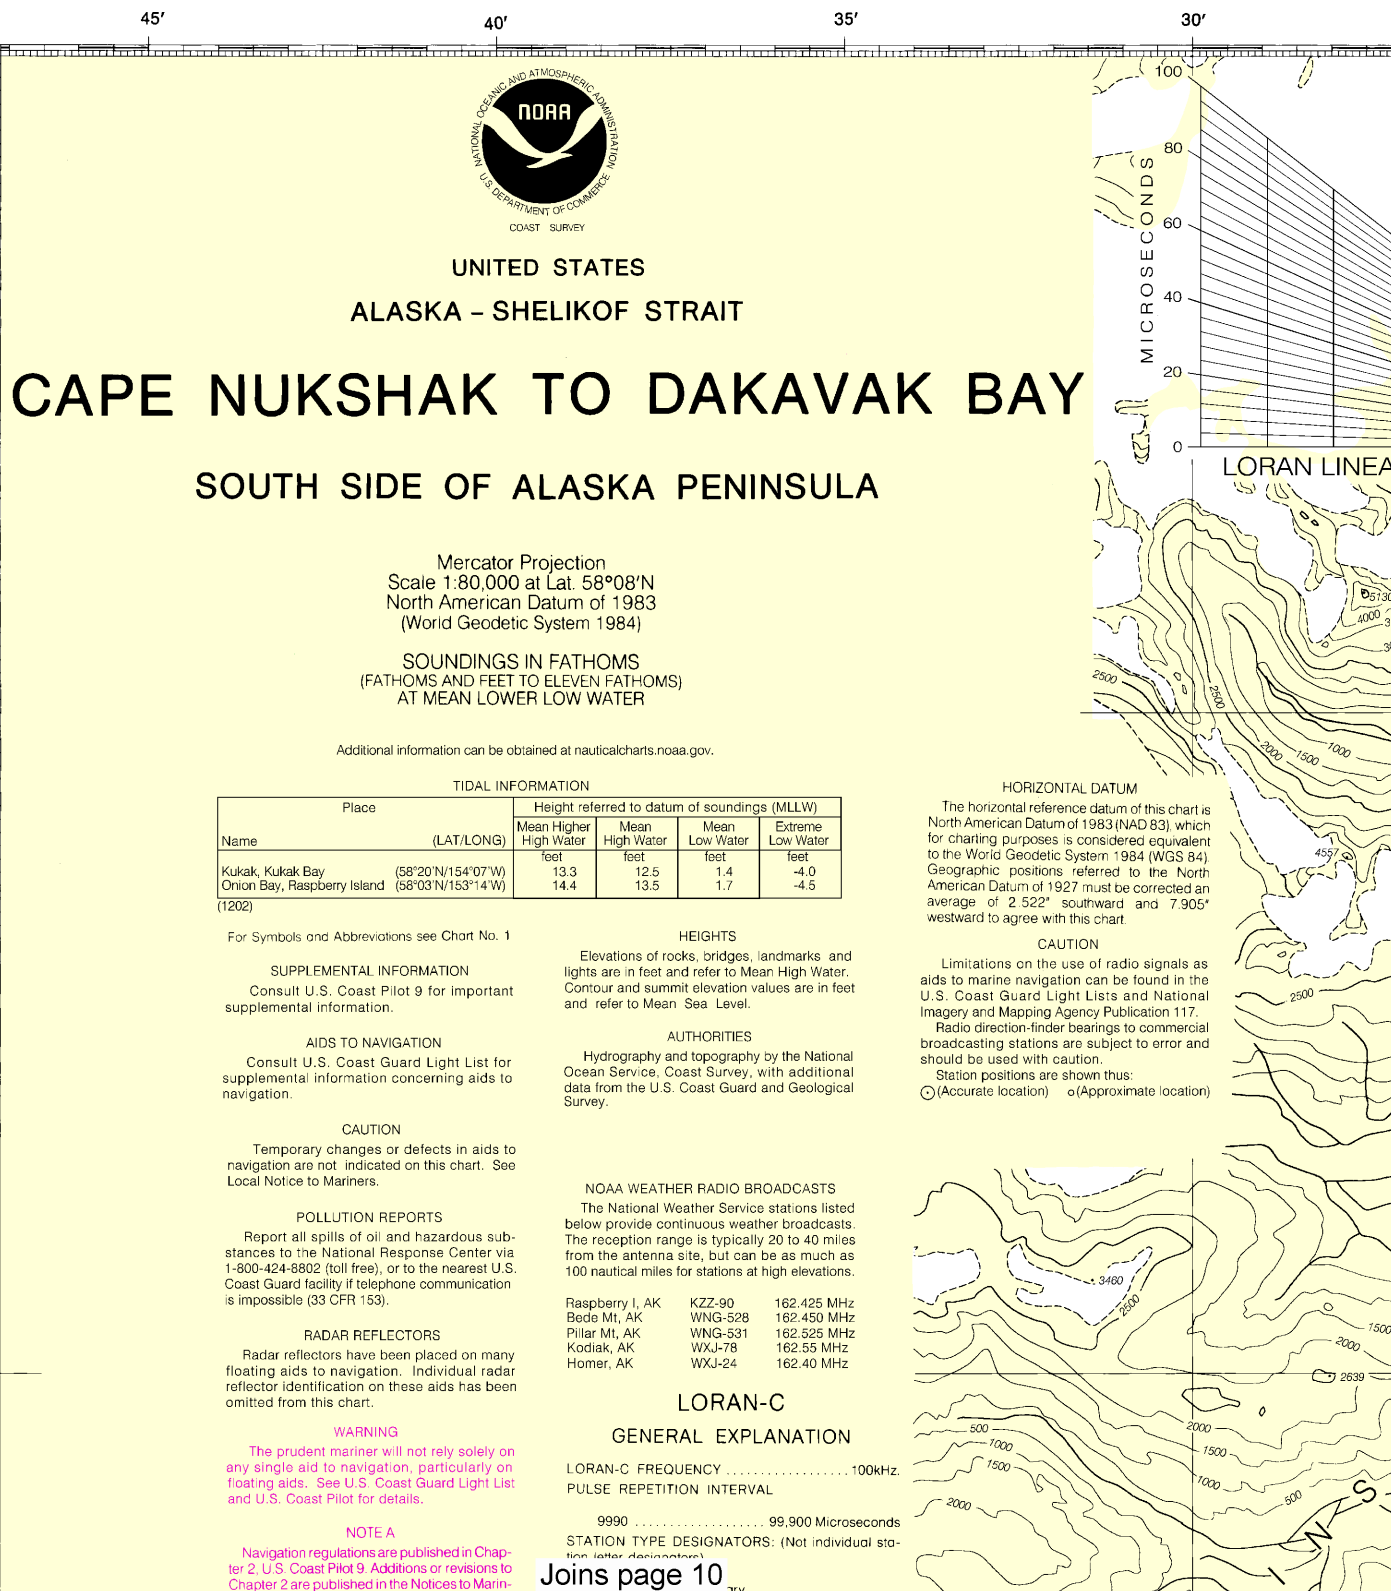 45′ 40′ 35′ 30′
NATIONAL OCEANIC AND ATMOSPHERIC ADMINISTRATION
NOAA
U.S. DEPARTMENT OF COMMERCE
COAST SURVEY
UNITED STATES
ALASKA – SHELIKOF STRAIT
CAPE NUKSHAK TO DAKAVAK BAY
SOUTH SIDE OF ALASKA PENINSULA
Mercator Projection
Scale 1:80,000 at Lat. 58°08′N
North American Datum of 1983
(World Geodetic System 1984)
SOUNDINGS IN FATHOMS
(FATHOMS AND FEET TO ELEVEN FATHOMS)
AT MEAN LOWER LOW WATER
Additional information can be obtained at nauticalcharts.noaa.gov.
TIDAL INFORMATION
Place Height referred to datum of soundings (MLLW)
Name (LAT/LONG) Mean Higher High Water Mean High Water Mean Low Water Extreme Low Water
feet feet feet feet
Kukak, Kukak Bay (58°20′N/154°07′W) 13.3 12.5 1.4 -4.0
Onion Bay, Raspberry Island (58°03′N/153°14′W) 14.4 13.5 1.7 -4.5
(1202)
For Symbols and Abbreviations see Chart No. 1
SUPPLEMENTAL INFORMATION
Consult U.S. Coast Pilot 9 for important
supplemental information.
AIDS TO NAVIGATION
Consult U.S. Coast Guard Light List for
supplemental information concerning aids to
navigation.
CAUTION
Temporary changes or defects in aids to
navigation are not indicated on this chart. See
Local Notice to Mariners.
POLLUTION REPORTS
Report all spills of oil and hazardous sub-
stances to the National Response Center via
1-800-424-8802 (toll free), or to the nearest U.S.
Coast Guard facility if telephone communication
is impossible (33 CFR 153).
RADAR REFLECTORS
Radar reflectors have been placed on many
floating aids to navigation. Individual radar
reflector identification on these aids has been
omitted from this chart.
WARNING
The prudent mariner will not rely solely on
any single aid to navigation, particularly on
floating aids. See U.S. Coast Guard Light List
and U.S. Coast Pilot for details.
NOTE A
Navigation regulations are published in Chap-
ter 2, U.S. Coast Pilot 9. Additions or revisions to
Chapter 2 are published in the Notices to Marin-
HEIGHTS
Elevations of rocks, bridges, landmarks and
lights are in feet and refer to Mean High Water.
Contour and summit elevation values are in feet
and refer to Mean Sea Level.
AUTHORITIES
Hydrography and topography by the National
Ocean Service, Coast Survey, with additional
data from the U.S. Coast Guard and Geological
Survey.
NOAA WEATHER RADIO BROADCASTS
The National Weather Service stations listed
below provide continuous weather broadcasts.
The reception range is typically 20 to 40 miles
from the antenna site, but can be as much as
100 nautical miles for stations at high elevations.
Raspberry I, AK KZZ-90 162.425 MHz
Bede Mt, AK WNG-528 162.450 MHz
Pillar Mt, AK WNG-531 162.525 MHz
Kodiak, AK WXJ-78 162.55 MHz
Homer, AK WXJ-24 162.40 MHz
LORAN-C
GENERAL EXPLANATION
LORAN-C FREQUENCY .................. 100kHz.
PULSE REPETITION INTERVAL
9990 ................... 99,900 Microseconds
STATION TYPE DESIGNATORS: (Not individual sta-
tion letter designators).
Joins page 10
HORIZONTAL DATUM
The horizontal reference datum of this chart is
North American Datum of 1983 (NAD 83), which
for charting purposes is considered equivalent
to the World Geodetic System 1984 (WGS 84).
Geographic positions referred to the North
American Datum of 1927 must be corrected an
average of 2.522″ southward and 7.905″
westward to agree with this chart.
CAUTION
Limitations on the use of radio signals as
aids to marine navigation can be found in the
U.S. Coast Guard Light Lists and National
Imagery and Mapping Agency Publication 117.
Radio direction-finder bearings to commercial
broadcasting stations are subject to error and
should be used with caution.
Station positions are shown thus:
(Accurate location) o(Approximate location)
100
80
60
40
20
0
MICROSECONDS
LORAN LINEA
5130
4000
2500
2500
2000
1500
1000
4557
2500
3460
2500
1500
2000
2639
2000
1500
1000
500
500
1000
1500
2000
I N S